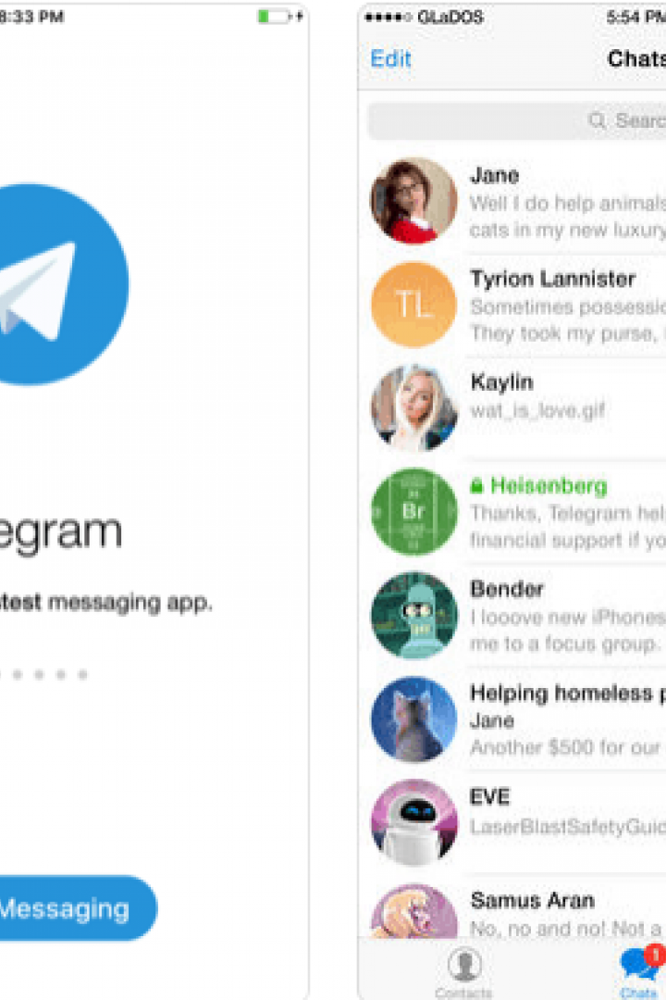 8:33 PM
egram
test messaging app.
Messaging
GLaDOS 5:54 PM
Edit Chats
Search
Jane
Well I do help animals
cats in my new luxury
TL
Tyrion Lannister
Sometimes possessio
They took my purse,
Kaylin
wat_is_love.gif
Br
Heisenberg
Thanks, Telegram hel
financial support if yo
Bender
I looove new iPhones
me to a focus group.
Helping homeless p
Jane
Another $500 for our
EVE
LaserBlastSafetyGuid
Samus Aran
No, no and no! Not a
1
Contacts Chats